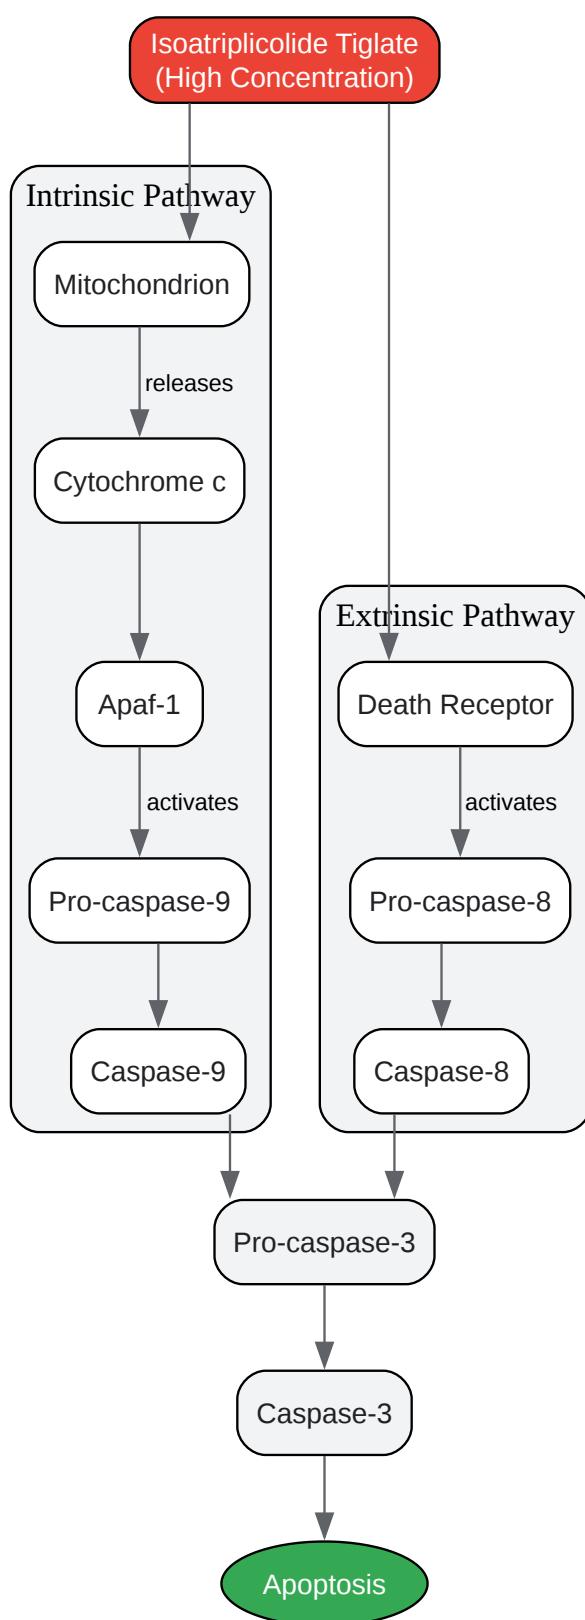 Isoatriplicolide Tiglate
(High Concentration)
Intrinsic Pathway
Mitochondrion
releases
Cytochrome c
Apaf-1
activates
Pro-caspase-9
Caspase-9
Extrinsic Pathway
Death Receptor
activates
Pro-caspase-8
Caspase-8
Pro-caspase-3
Caspase-3
Apoptosis